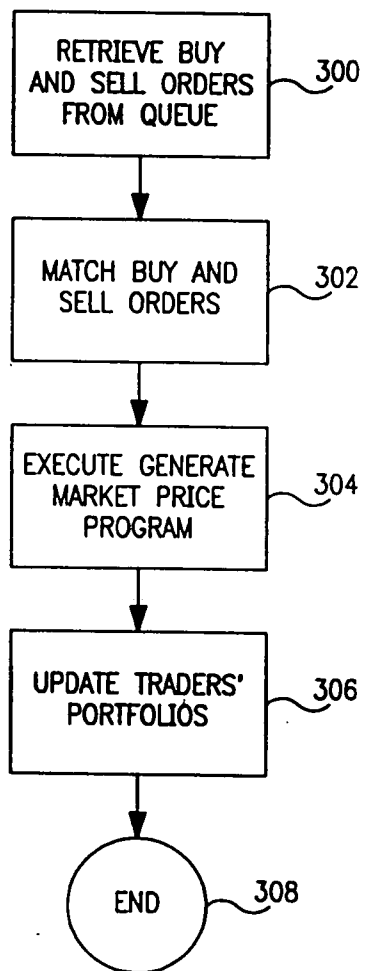 RETRIEVE BUY
AND SELL ORDERS
FROM QUEUE
300
MATCH BUY AND
SELL ORDERS
302
EXECUTE GENERATE
MARKET PRICE
PROGRAM
304
UPDATE TRADERS'
PORTFOLIOS
306
END
308